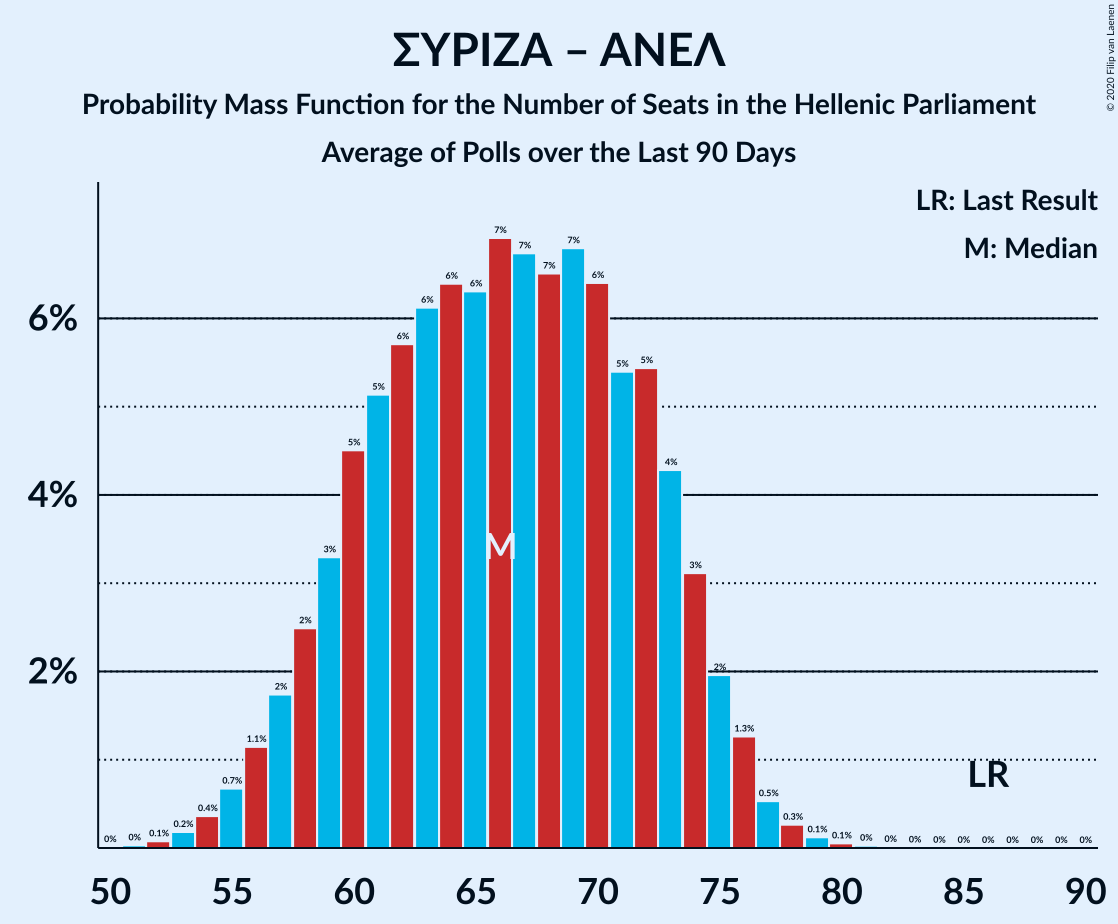 ΣΥΡΙΖΑ – ΑΝΕΛ
Probability Mass Function for the Number of Seats in the Hellenic Parliament
Average of Polls over the Last 90 Days
© 2020 Filip van Laenen
LR: Last Result
M: Median
6%
4%
2%
0% 0% 0.1% 0.2% 0.4% 0.7% 1.1% 2% 2% 3% 5% 5% 6% 6% 6% 6% 7% 7% 7% 7% 6% 5% 5% 4% 3% 2% 1.3% 0.5% 0.3% 0.1% 0.1% 0% 0% 0% 0% 0% 0% 0% 0% 0% 0%
M
LR
50 55 60 65 70 75 80 85 90